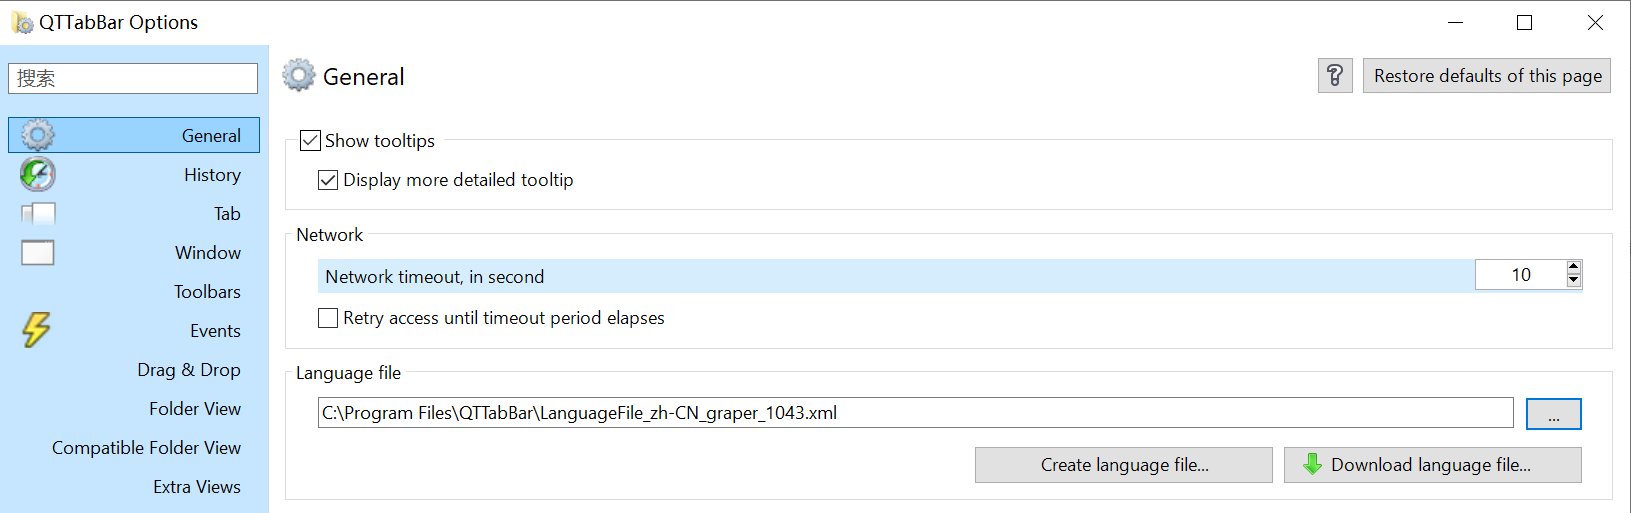 QTTabBar Options
搜索
General
History
Tab
Window
Toolbars
Events
Drag & Drop
Folder View
Compatible Folder View
Extra Views
General
?
Restore defaults of this page
Show tooltips
Display more detailed tooltip
Network
Network timeout, in second
10
Retry access until timeout period elapses
Language file
C:\Program Files\QTTabBar\LanguageFile_zh-CN_graper_1043.xml
...
Create language file...
Download language file...